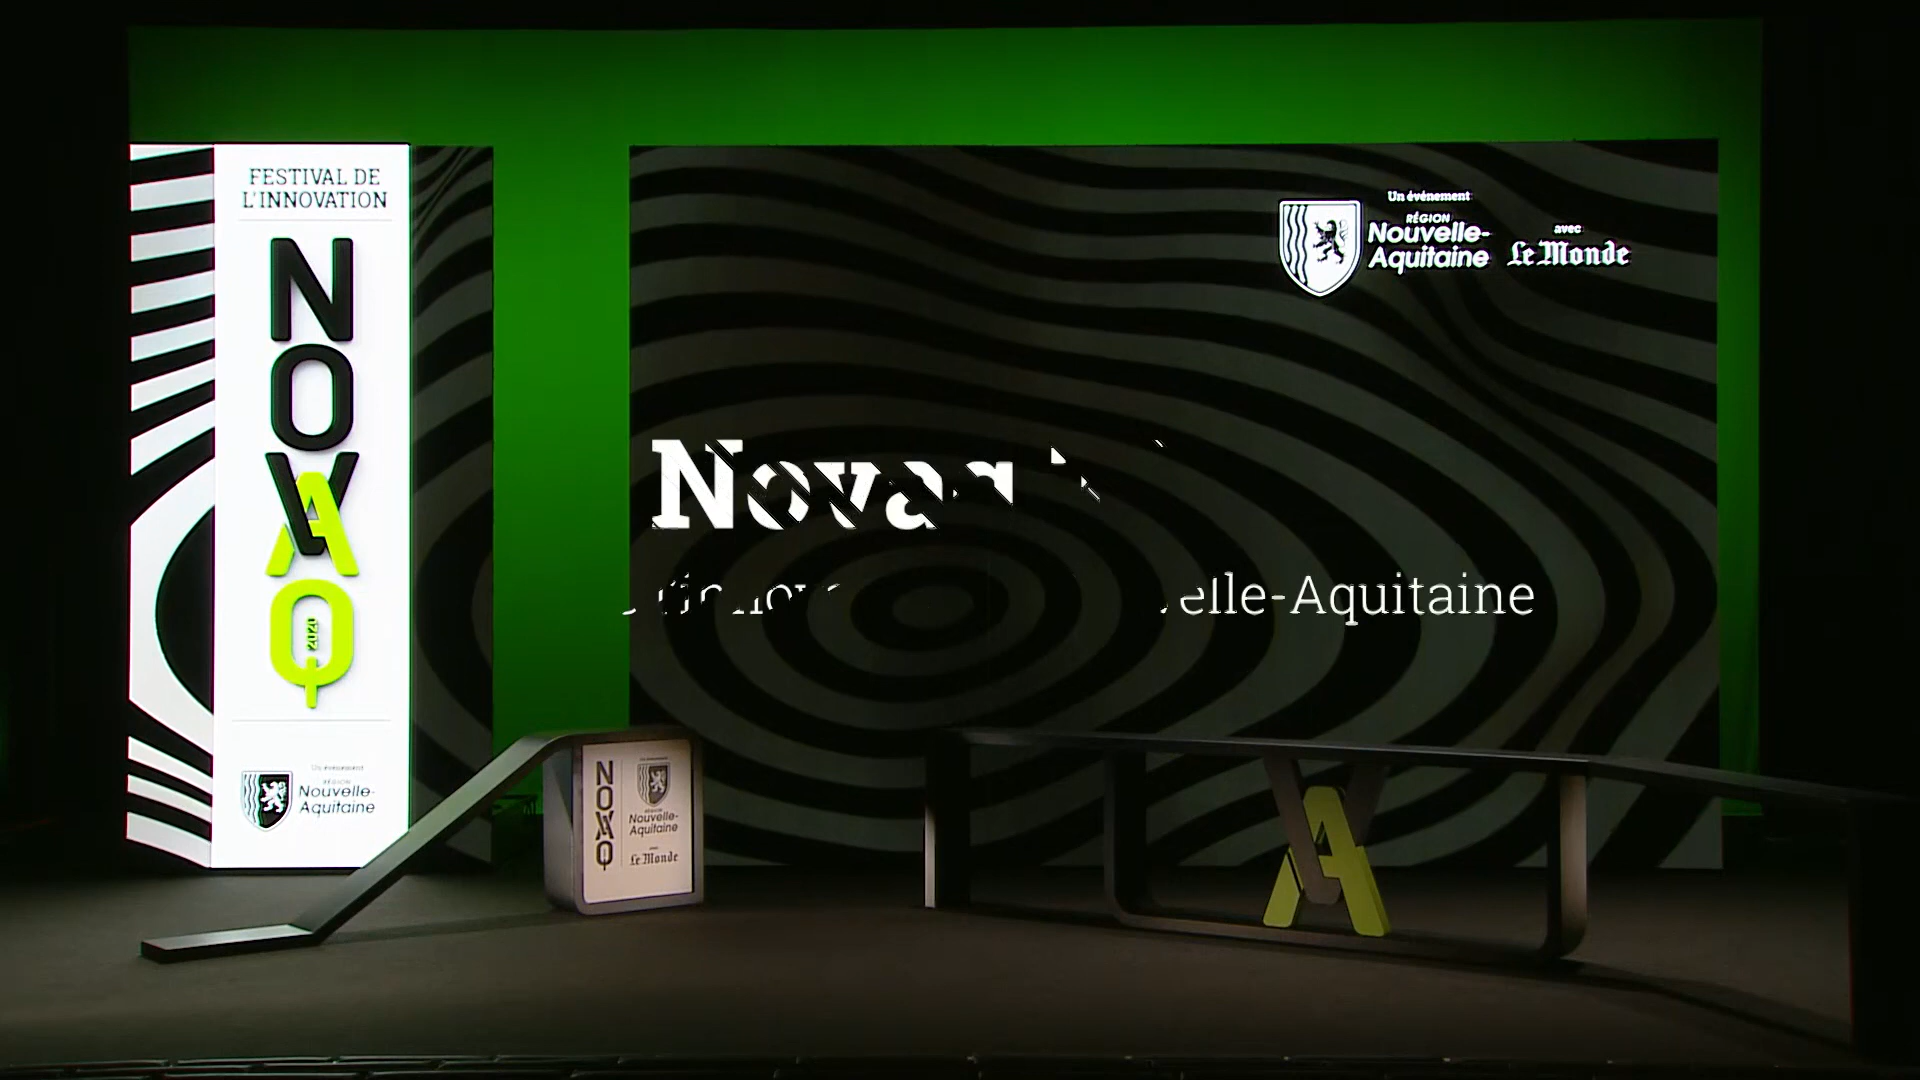 FESTIVAL DE
L'INNOVATION
NOVAQ
2020
Un événement
RÉGION
Nouvelle-
Aquitaine
Un événement
RÉGION
Nouvelle-
Aquitaine
avec
Le Monde
elle-Aquitaine
NOVAQ
Un événement
RÉGION
Nouvelle-
Aquitaine
avec
Le Monde
VA